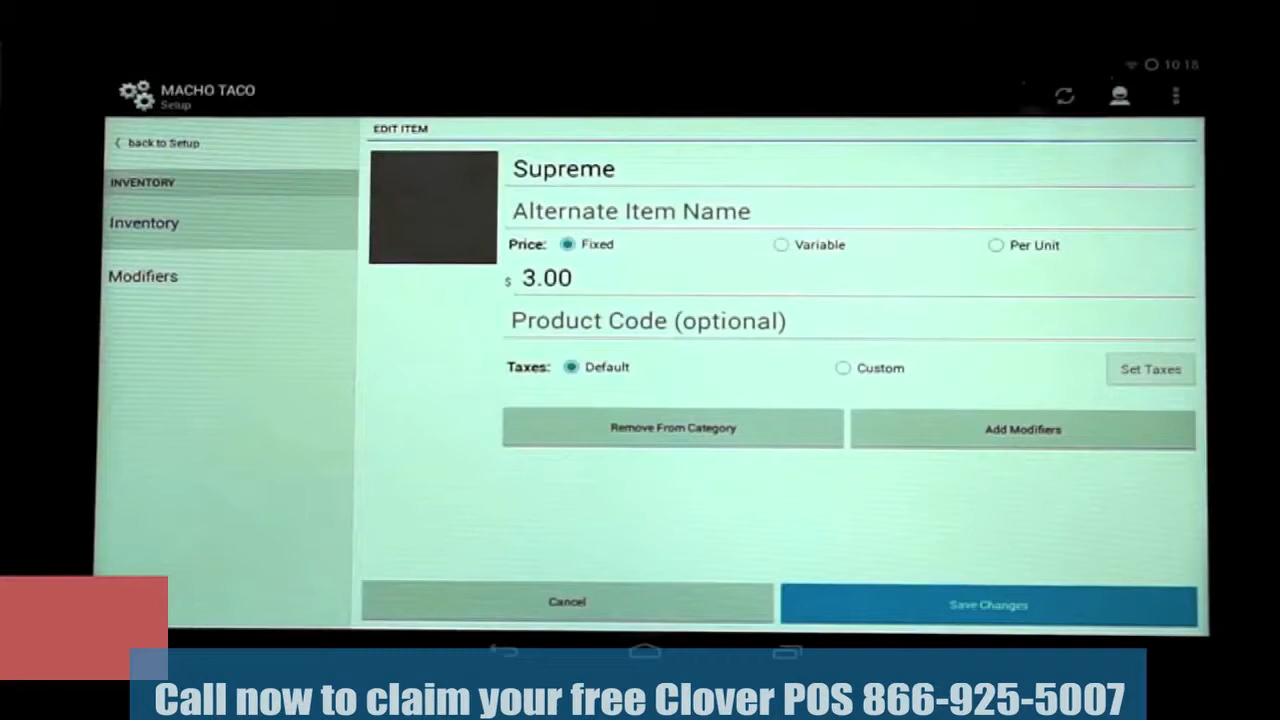 10:18
MACHO TACO
Setup
back to Setup
INVENTORY
Inventory
Modifiers
EDIT ITEM
Supreme
Alternate Item Name
Price: Fixed Variable Per Unit
$ 3.00
Product Code (optional)
Taxes: Default Custom Set Taxes
Remove From Category Add Modifiers
Cancel Save Changes
Call now to claim your free Clover POS 866-925-5007